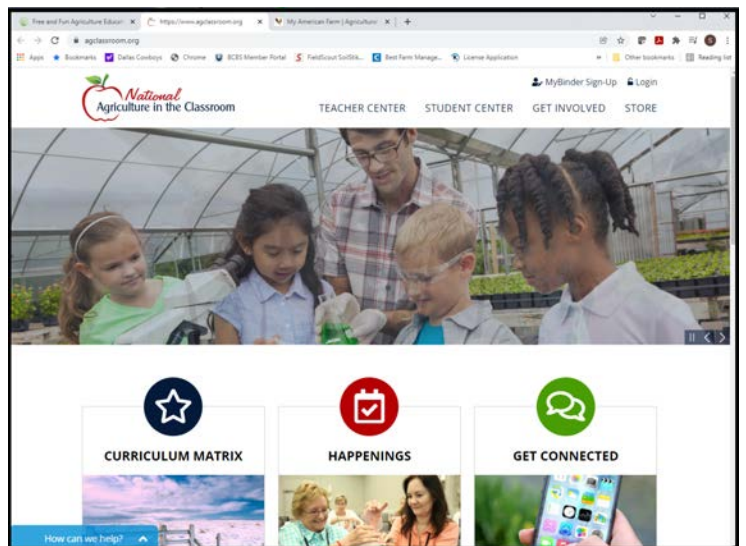 Free and Fun Agriculture Educati
https://www.agclassroom.org
My American Farm | Agricultural
agclassroom.org
Apps
Bookmarks
Dallas Cowboys
Chrome
BCBS Member Portal
FieldScout SoilStik...
Best Farm Manage...
License Application
Other bookmarks
Reading list
MyBinder Sign-Up
Login
National
Agriculture in the Classroom
TEACHER CENTER
STUDENT CENTER
GET INVOLVED
STORE
CURRICULUM MATRIX
HAPPENINGS
GET CONNECTED
How can we help?